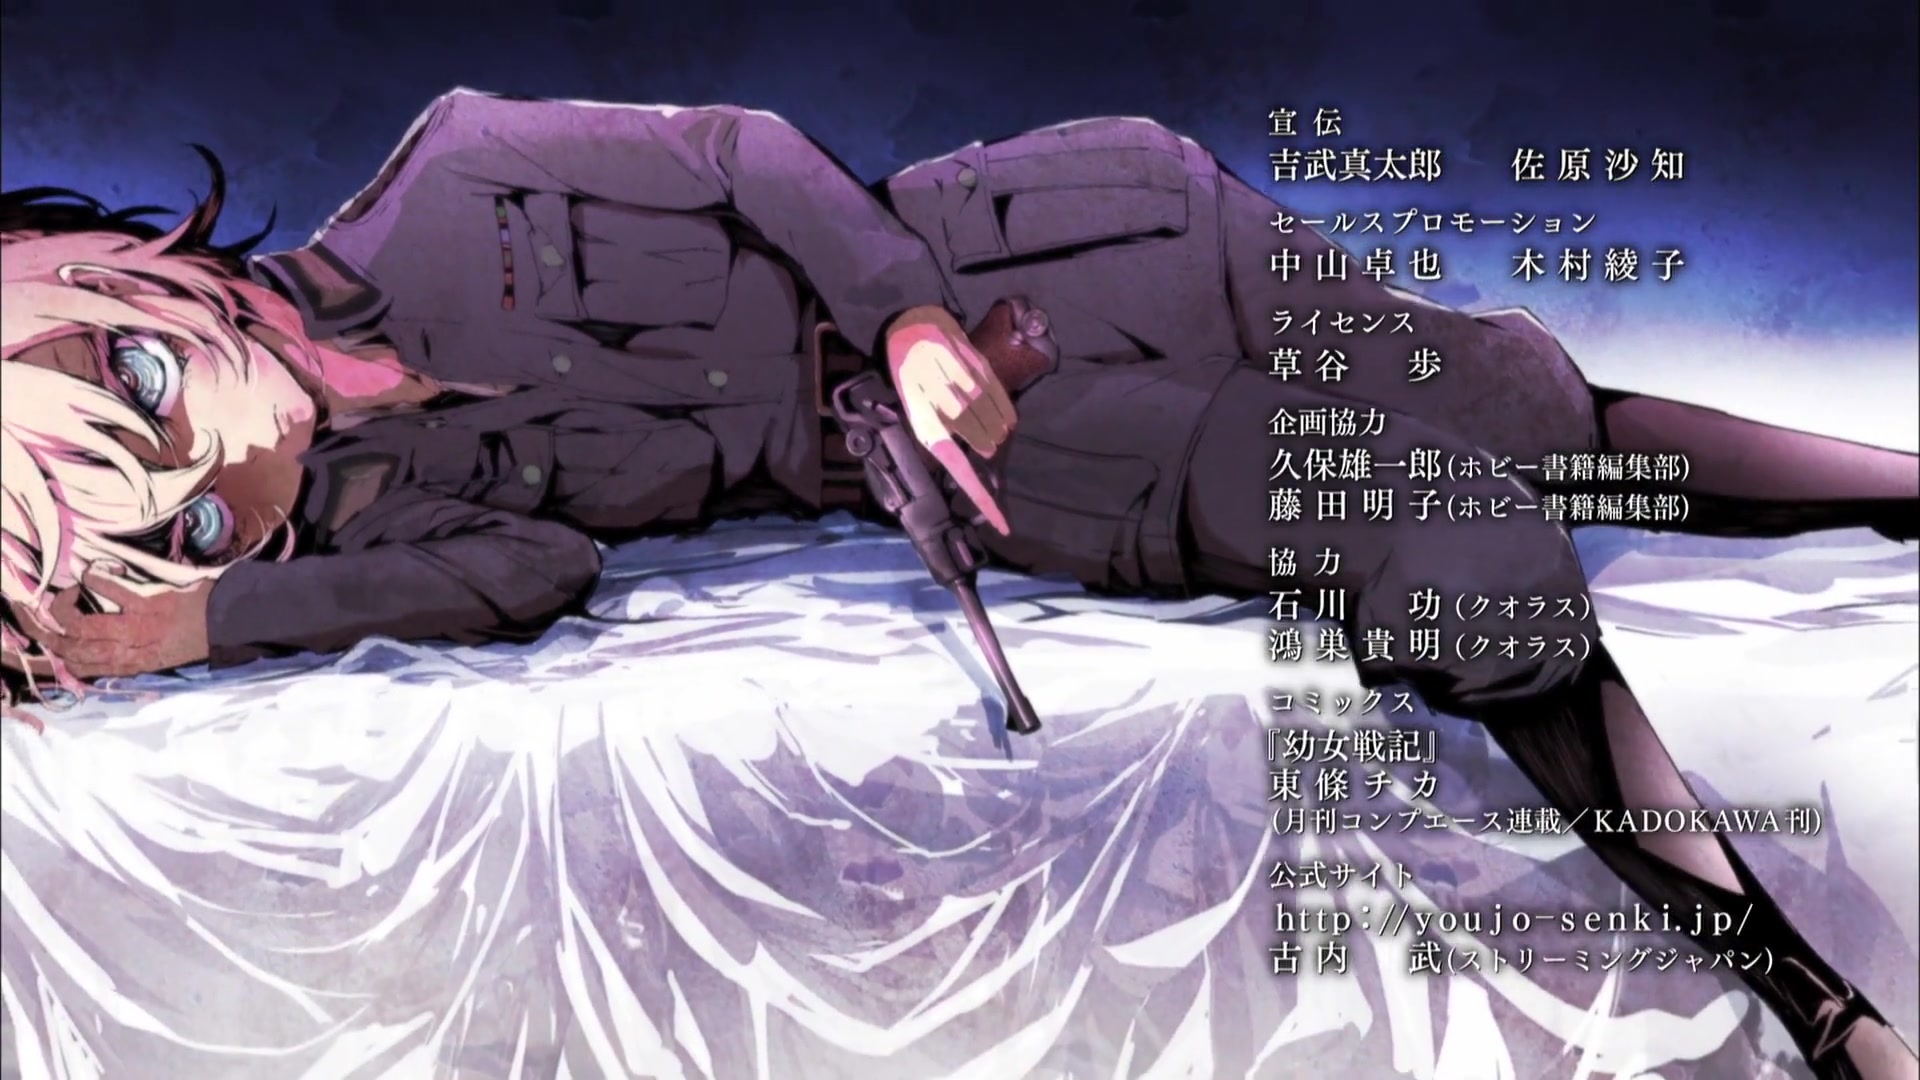 宣伝
吉武真太郎　佐原沙知
セールスプロモーション
中山卓也　木村綾子
ライセンス
草谷　歩
企画協力
久保雄一郎(ホビー書籍編集部)
藤田明子(ホビー書籍編集部)
協力
石川　功(クオラス)
鴻巣貴明(クオラス)
コミックス
『幼女戦記』
東條チカ
(月刊コンプエース連載／KADOKAWA刊)
公式サイト
http://youjo-senki.jp/
古内　武(ストリーミングジャパン)